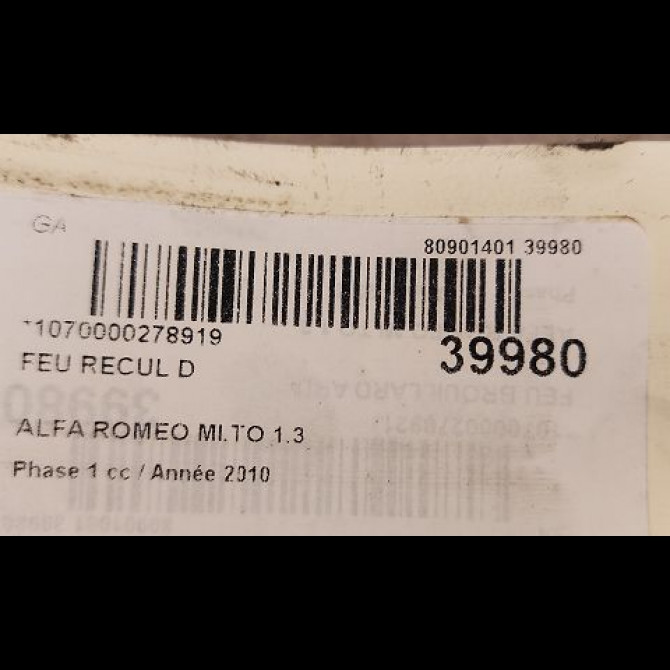 GA
80901401 39980
*1070000278919
39980
FEU RECUL D
ALFA ROMEO MI.TO 1.3
Phase 1 cc / Année 2010